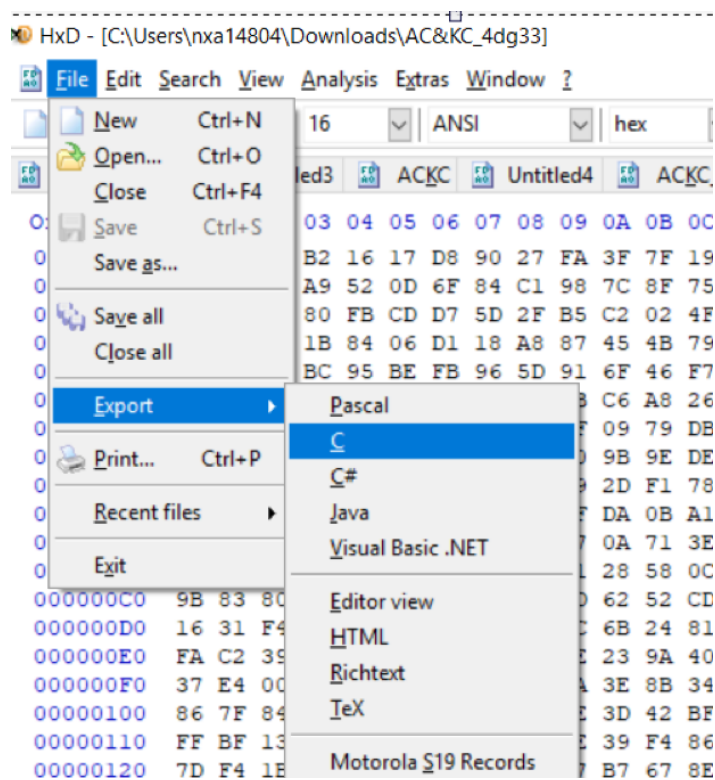 HxD - [C:\Users\nxa14804\Downloads\AC&KC_4dg33]
File Edit Search View Analysis Extras Window ?
New Ctrl+N 16 ANSI hex
Open... Ctrl+O
led3 ACKC Untitled4 ACKC_
Close Ctrl+F4
03 04 05 06 07 08 09 0A 0B 0C
Save Ctrl+S
B2 16 17 D8 90 27 FA 3F 7F 19
Save as...
A9 52 0D 6F 84 C1 98 7C 8F 75
Save all
80 FB CD D7 5D 2F B5 C2 02 4F
Close all
1B 84 06 D1 18 A8 87 45 4B 79
BC 95 BE FB 96 5D 91 6F 46 F7
Export Pascal C6 A8 26
C 09 79 DB
Print... Ctrl+P 9B 9E DE
C# 2D F1 78
Recent files Java DA 0B A1
Visual Basic .NET 0A 71 3E
Exit 28 58 0C
000000C0 9B 83 80 Editor view 62 52 CD
000000D0 16 31 F4 HTML 6B 24 81
000000E0 FA C2 39 23 9A 40
Richtext
000000F0 37 E4 00 3E 8B 34
00000100 86 7F 84 TeX 3D 42 BF
00000110 FF BF 13 39 F4 86
Motorola S19 Records
00000120 7D F4 1E B7 67 8E